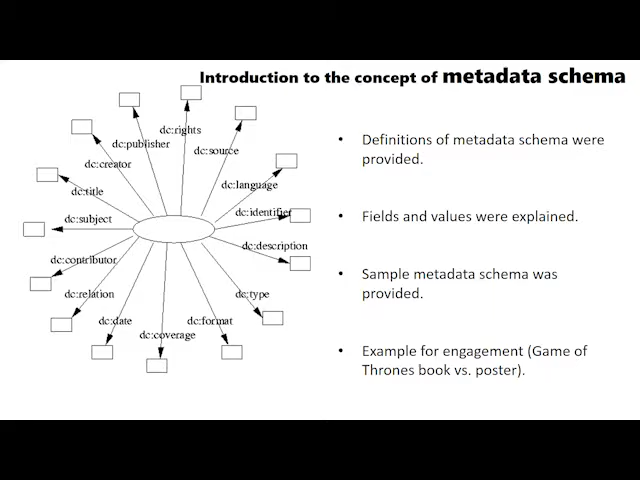 Introduction to the concept of metadata schema
dc:rights
dc:publisher
dc:source
dc:creator
dc:language
dc:title
dc:identifier
dc:subject
dc:description
dc:contributor
dc:relation
dc:type
dc:date
dc:format
dc:coverage
• Definitions of metadata schema were
provided.
• Fields and values were explained.
• Sample metadata schema was
provided.
• Example for engagement (Game of
Thrones book vs. poster).